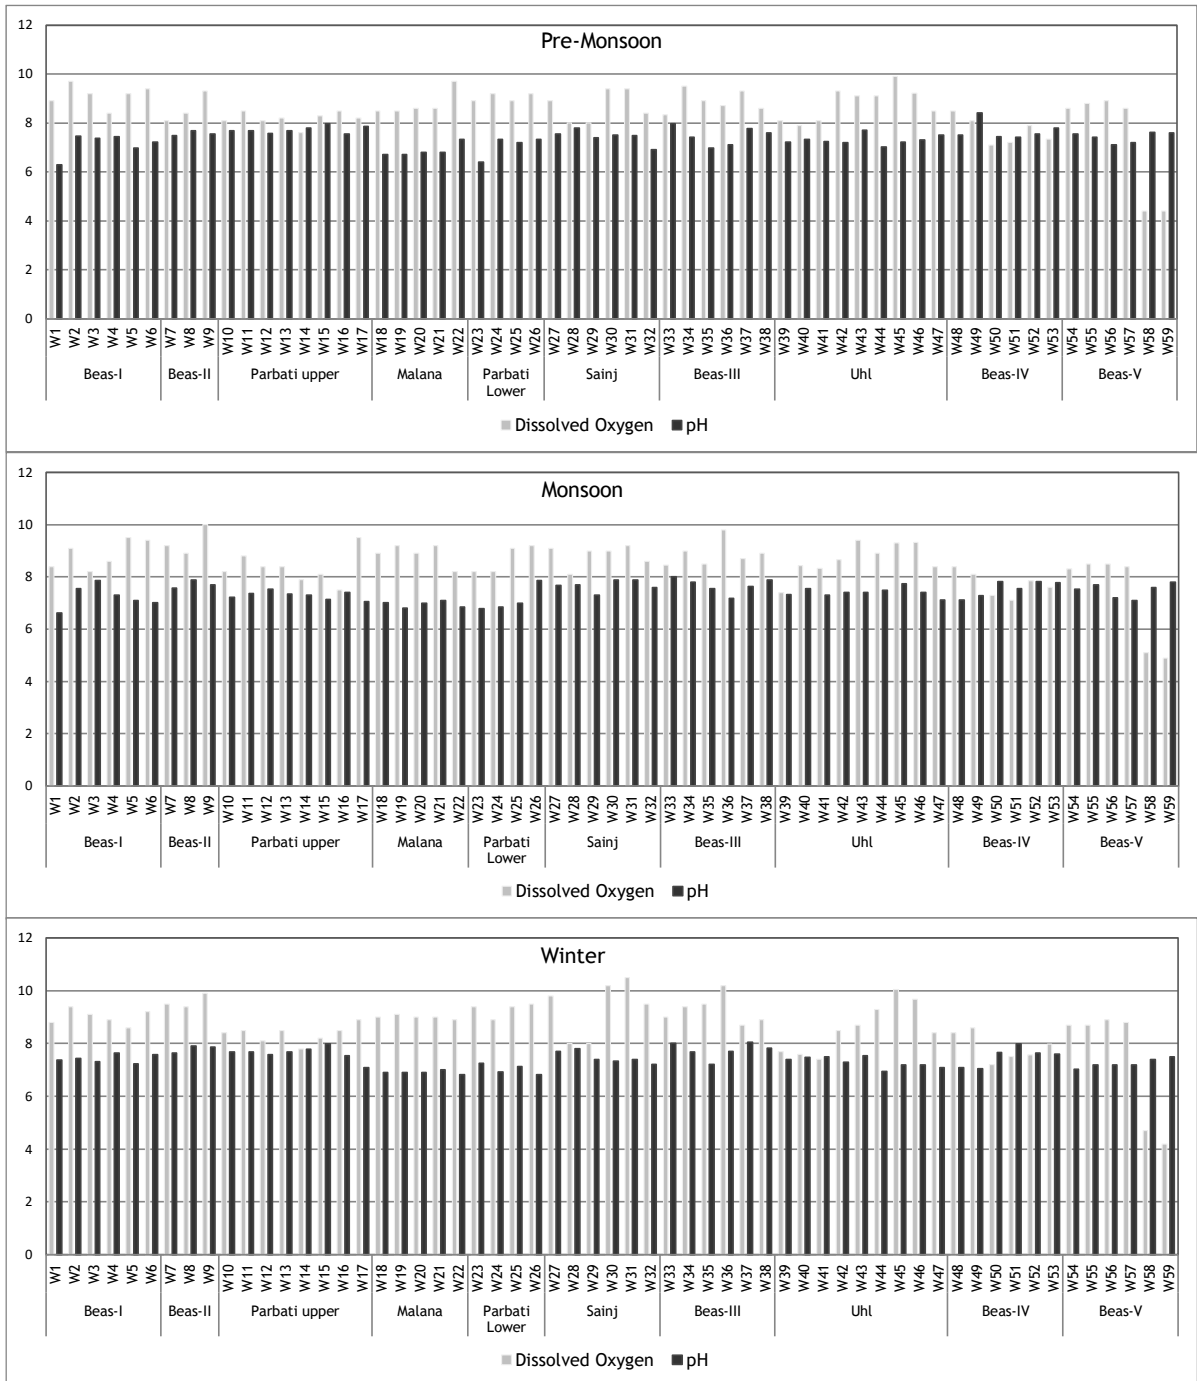 Pre-Monsoon
12
10
8
6
4
2
0
W1 W2 W3 W4 W5 W6 W7 W8 W9 W10 W11 W12 W13 W14 W15 W16 W17 W18 W19 W20 W21 W22 W23 W24 W25 W26 W27 W28 W29 W30 W31 W32 W33 W34 W35 W36 W37 W38 W39 W40 W41 W42 W43 W44 W45 W46 W47 W48 W49 W50 W51 W52 W53 W54 W55 W56 W57 W58 W59
Beas-I Beas-II Parbati upper Malana Parbati Sainj Beas-III Uhl Beas-IV Beas-V
Lower
Dissolved Oxygen pH
Monsoon
12
10
8
6
4
2
0
W1 W2 W3 W4 W5 W6 W7 W8 W9 W10 W11 W12 W13 W14 W15 W16 W17 W18 W19 W20 W21 W22 W23 W24 W25 W26 W27 W28 W29 W30 W31 W32 W33 W34 W35 W36 W37 W38 W39 W40 W41 W42 W43 W44 W45 W46 W47 W48 W49 W50 W51 W52 W53 W54 W55 W56 W57 W58 W59
Beas-I Beas-II Parbati upper Malana Parbati Sainj Beas-III Uhl Beas-IV Beas-V
Lower
Dissolved Oxygen pH
Winter
12
10
8
6
4
2
0
W1 W2 W3 W4 W5 W6 W7 W8 W9 W10 W11 W12 W13 W14 W15 W16 W17 W18 W19 W20 W21 W22 W23 W24 W25 W26 W27 W28 W29 W30 W31 W32 W33 W34 W35 W36 W37 W38 W39 W40 W41 W42 W43 W44 W45 W46 W47 W48 W49 W50 W51 W52 W53 W54 W55 W56 W57 W58 W59
Beas-I Beas-II Parbati upper Malana Parbati Sainj Beas-III Uhl Beas-IV Beas-V
Lower
Dissolved Oxygen pH